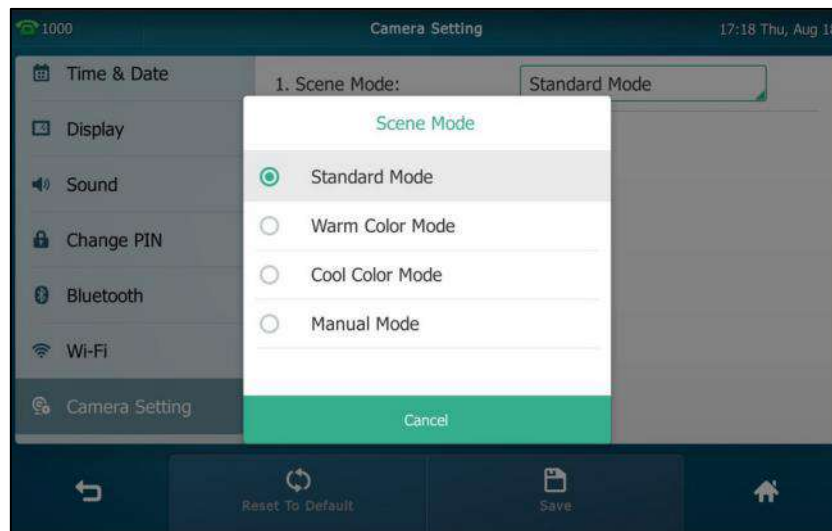 1000
Camera Setting
17:18 Thu, Aug 18
Time & Date
Display
Sound
Change PIN
Bluetooth
Wi-Fi
Camera Setting
1. Scene Mode:
Standard Mode
Scene Mode
Standard Mode
Warm Color Mode
Cool Color Mode
Manual Mode
Cancel
Reset To Default
Save